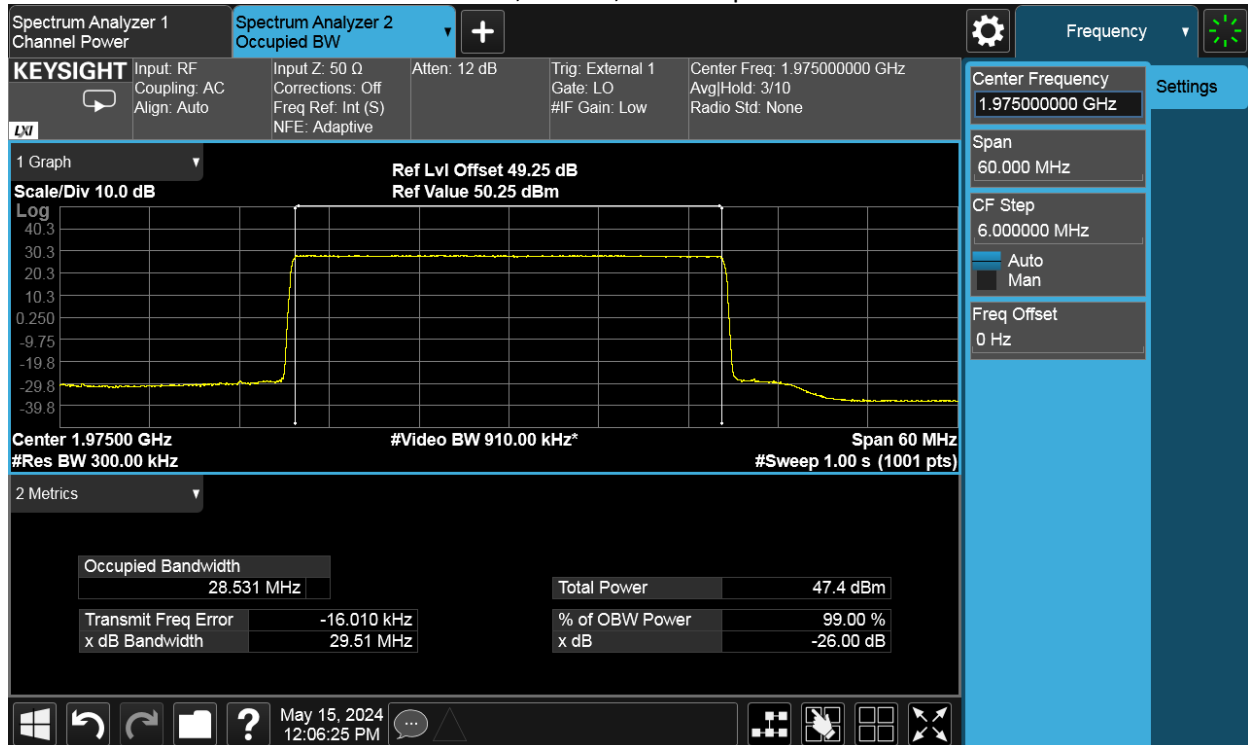 Spectrum Analyzer 1
Channel Power
Spectrum Analyzer 2
Occupied BW
Frequency
KEYSIGHT
LXI
Input: RF
Coupling: AC
Align: Auto
Input Z: 50 Ω
Corrections: Off
Freq Ref: Int (S)
NFE: Adaptive
Atten: 12 dB
Trig: External 1
Gate: LO
#IF Gain: Low
Center Freq: 1.975000000 GHz
Avg|Hold: 3/10
Radio Std: None
Center Frequency
1.975000000 GHz
Settings
Span
60.000 MHz
CF Step
6.000000 MHz
Auto
Man
Freq Offset
0 Hz
1 Graph
Scale/Div 10.0 dB
Ref Lvl Offset 49.25 dB
Ref Value 50.25 dBm
Log
40.3
30.3
20.3
10.3
0.250
-9.75
-19.8
-29.8
-39.8
Center 1.97500 GHz
#Video BW 910.00 kHz*
Span 60 MHz
#Res BW 300.00 kHz
#Sweep 1.00 s (1001 pts)
2 Metrics
Occupied Bandwidth
28.531 MHz
Total Power 47.4 dBm
Transmit Freq Error -16.010 kHz
% of OBW Power 99.00 %
x dB Bandwidth 29.51 MHz
x dB -26.00 dB
?
May 15, 2024
12:06:25 PM